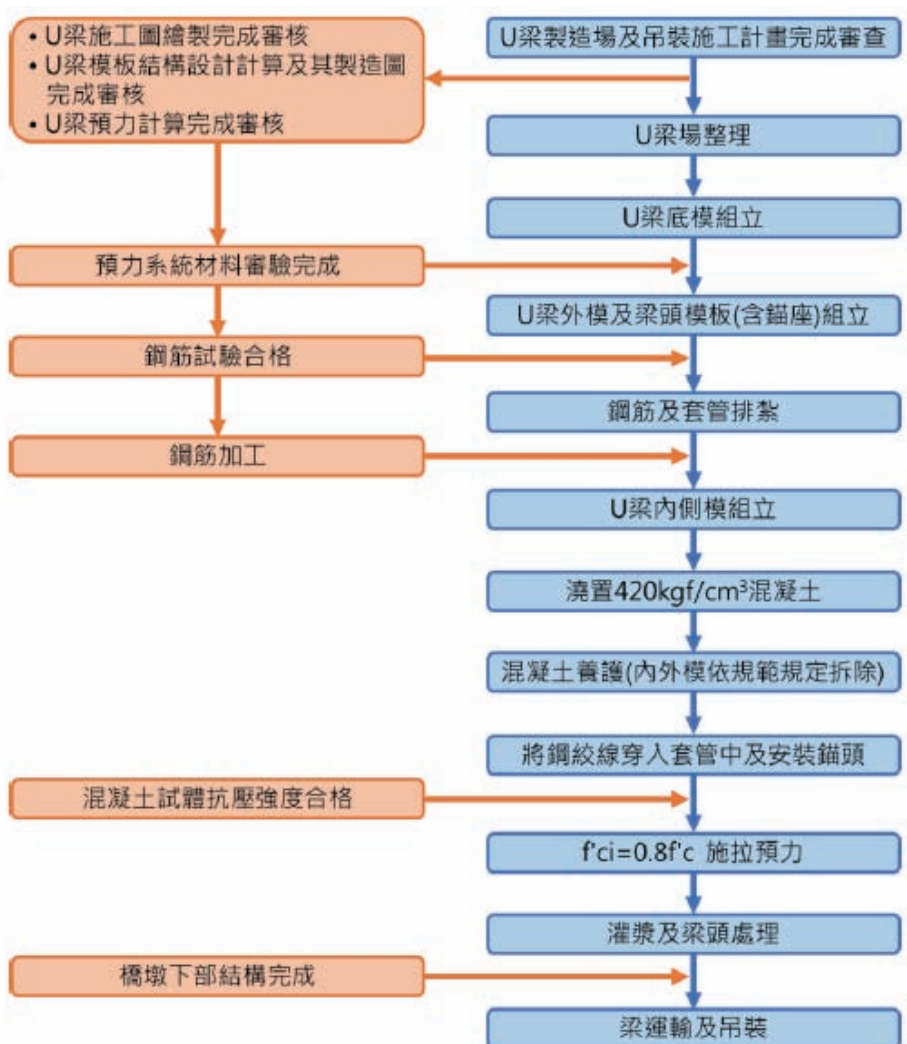 • U梁施工圖繪製完成審核
• U梁模板結構設計計算及其製造圖
完成審核
• U梁預力計算完成審核
U梁製造場及吊裝施工計畫完成審查
U梁場整理
U梁底模組立
預力系統材料審驗完成
U梁外模及梁頭模板(含錨座)組立
鋼筋試驗合格
鋼筋及套管排紮
鋼筋加工
U梁內側模組立
澆置420kgf/cm³混凝土
混凝土養護(內外模依規範規定拆除)
將鋼絞線穿入套管中及安裝錨頭
混凝土試體抗壓強度合格
f'ci=0.8f'c 施拉預力
灌漿及梁頭處理
橋墩下部結構完成
梁運輸及吊裝